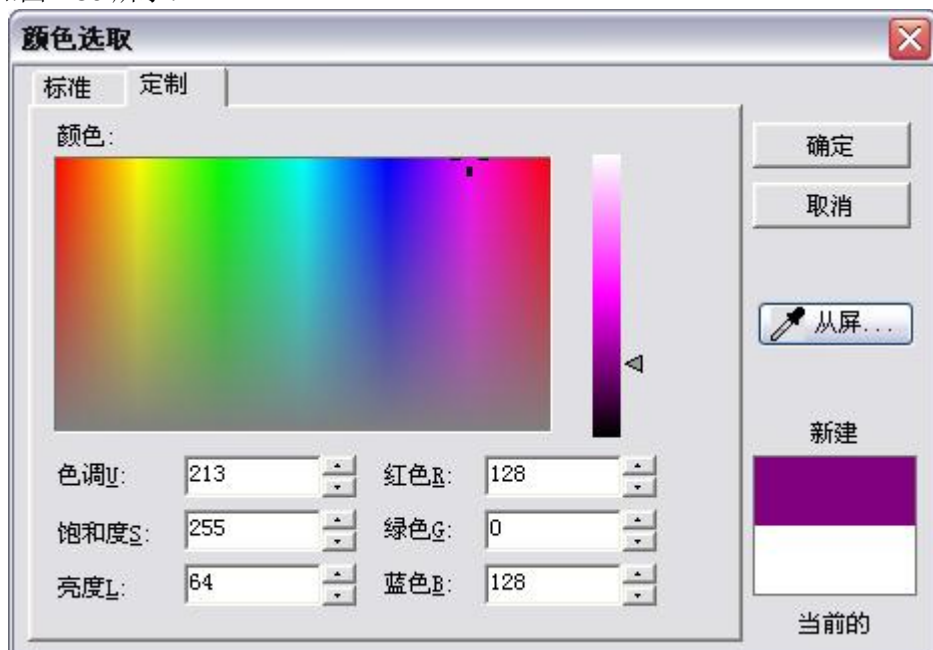 颜色选取
标准 定制
颜色:
确定
取消
从屏...
新建
色调U: 213 红色R: 128
饱和度S: 255 绿色G: 0
亮度L: 64 蓝色B: 128
当前的